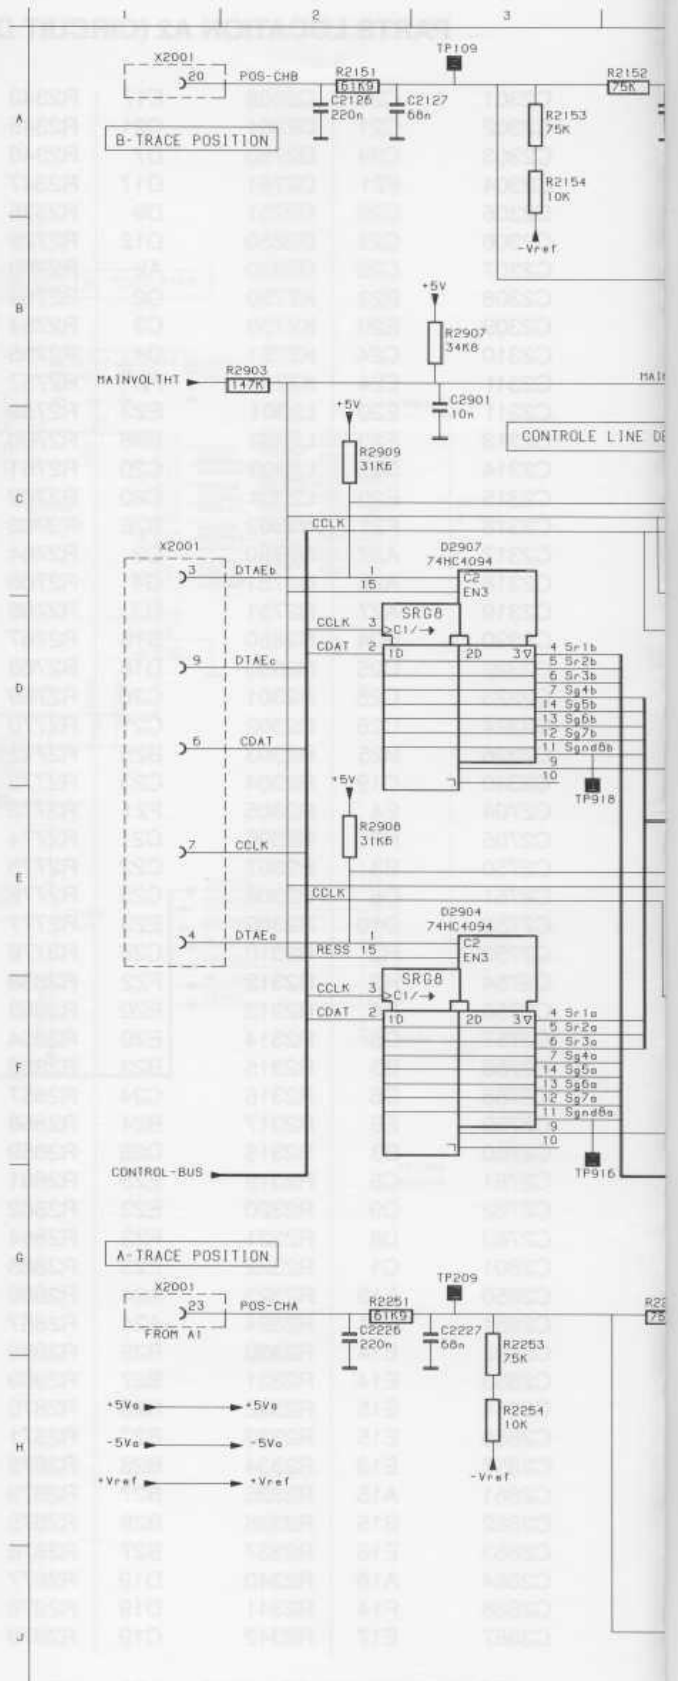 1 2 3
A
B
C
D
E
F
G
H
J
TP109
X2001
20 POS-CHB
R2151
61K9
C2126
220n
C2127
68n
R2152
75K
R2153
75K
R2154
10K
-Vref
B-TRACE POSITION
+5V
R2907
34K8
MAINVOLTHT
R2903
147K
C2901
10n
+5V
R2909
31K6
CONTROLE LINE
CCLK
X2001
3 DTAEb
1
15
D2907
74HC4094
C2
EN3
CCLK 3
SRG8
C1/→
CDAT 2
1D 2D 3▽
9 DTAEc
4 Sr1b
5 Sr2b
6 Sr3b
7 Sg4b
14 Sg5b
13 Sg6b
12 Sg7b
11 Sgnd8b
9
10
TP918
6 CDAT
+5V
R2908
31K6
7 CCLK
CCLK
4 DTAEa
1
RESS 15
D2904
74HC4094
C2
EN3
CCLK 3
SRG8
C1/→
CDAT 2
1D 2D 3▽
4 Sr1a
5 Sr2a
6 Sr3a
7 Sg4a
14 Sg5a
13 Sg6a
12 Sg7a
11 Sgnd8a
9
10
TP916
CONTROL-BUS
A-TRACE POSITION
TP209
X2001
23 POS-CHA
FROM A1
R2251
61K9
C2226
220n
C2227
68n
R2253
75K
R2254
10K
-Vref
+5Va +5Va
-5Va -5Va
+Vref +Vref